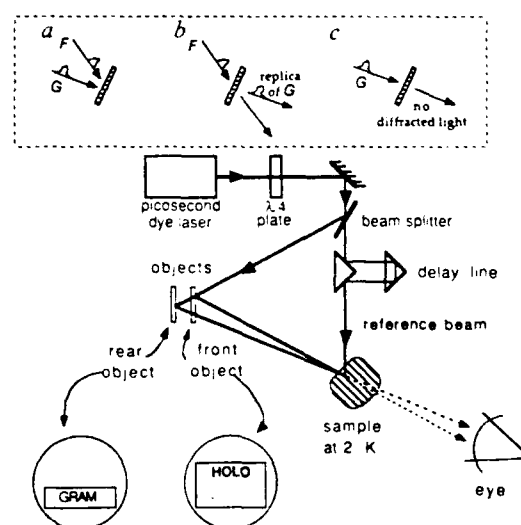 a
F
G
b
F
replica
of G
c
G
no
diffracted light
picosecond
dye laser
λ/4
plate
beam splitter
objects
delay line
reference beam
rear
object
front
object
sample
at 2 K
GRAM
HOLO
eye